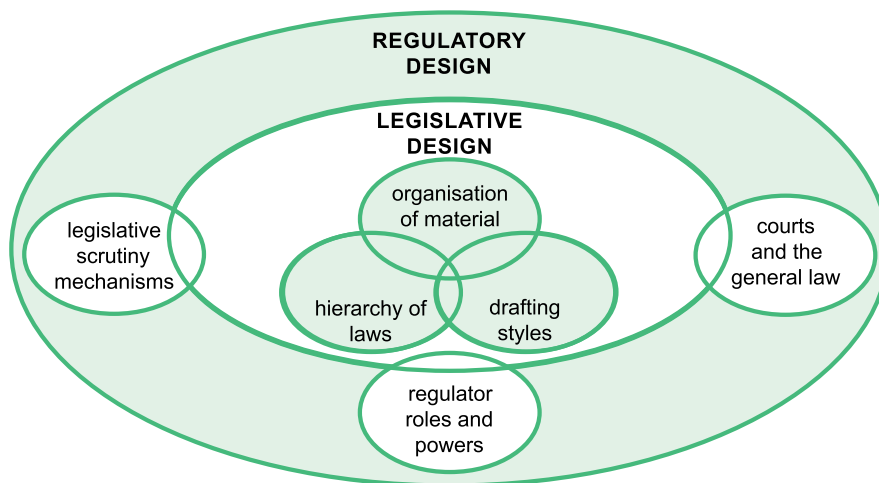 REGULATORY
DESIGN
LEGISLATIVE
DESIGN
organisation
of material
legislative
scrutiny
mechanisms
courts
and the
general law
hierarchy of
laws
drafting
styles
regulator
roles and
powers